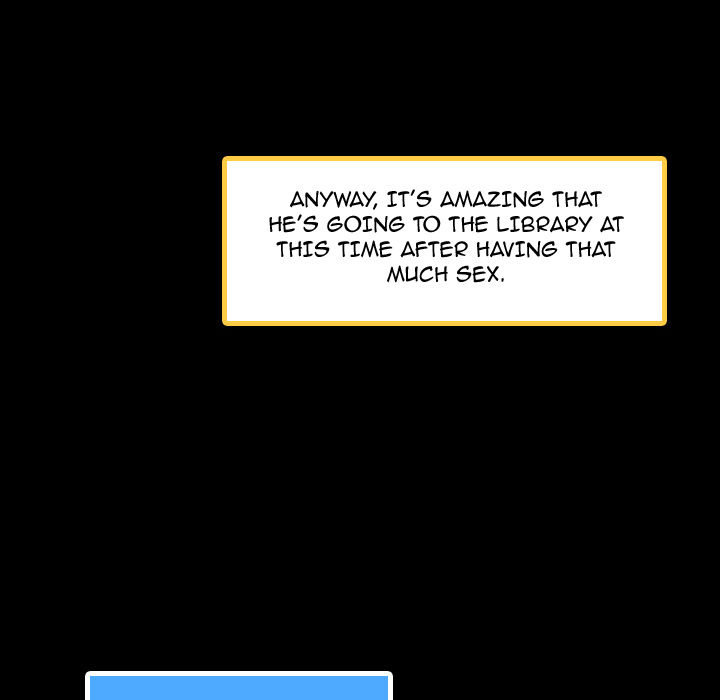 ANYWAY, IT'S AMAZING THAT
HE'S GOING TO THE LIBRARY AT
THIS TIME AFTER HAVING THAT
MUCH SEX.